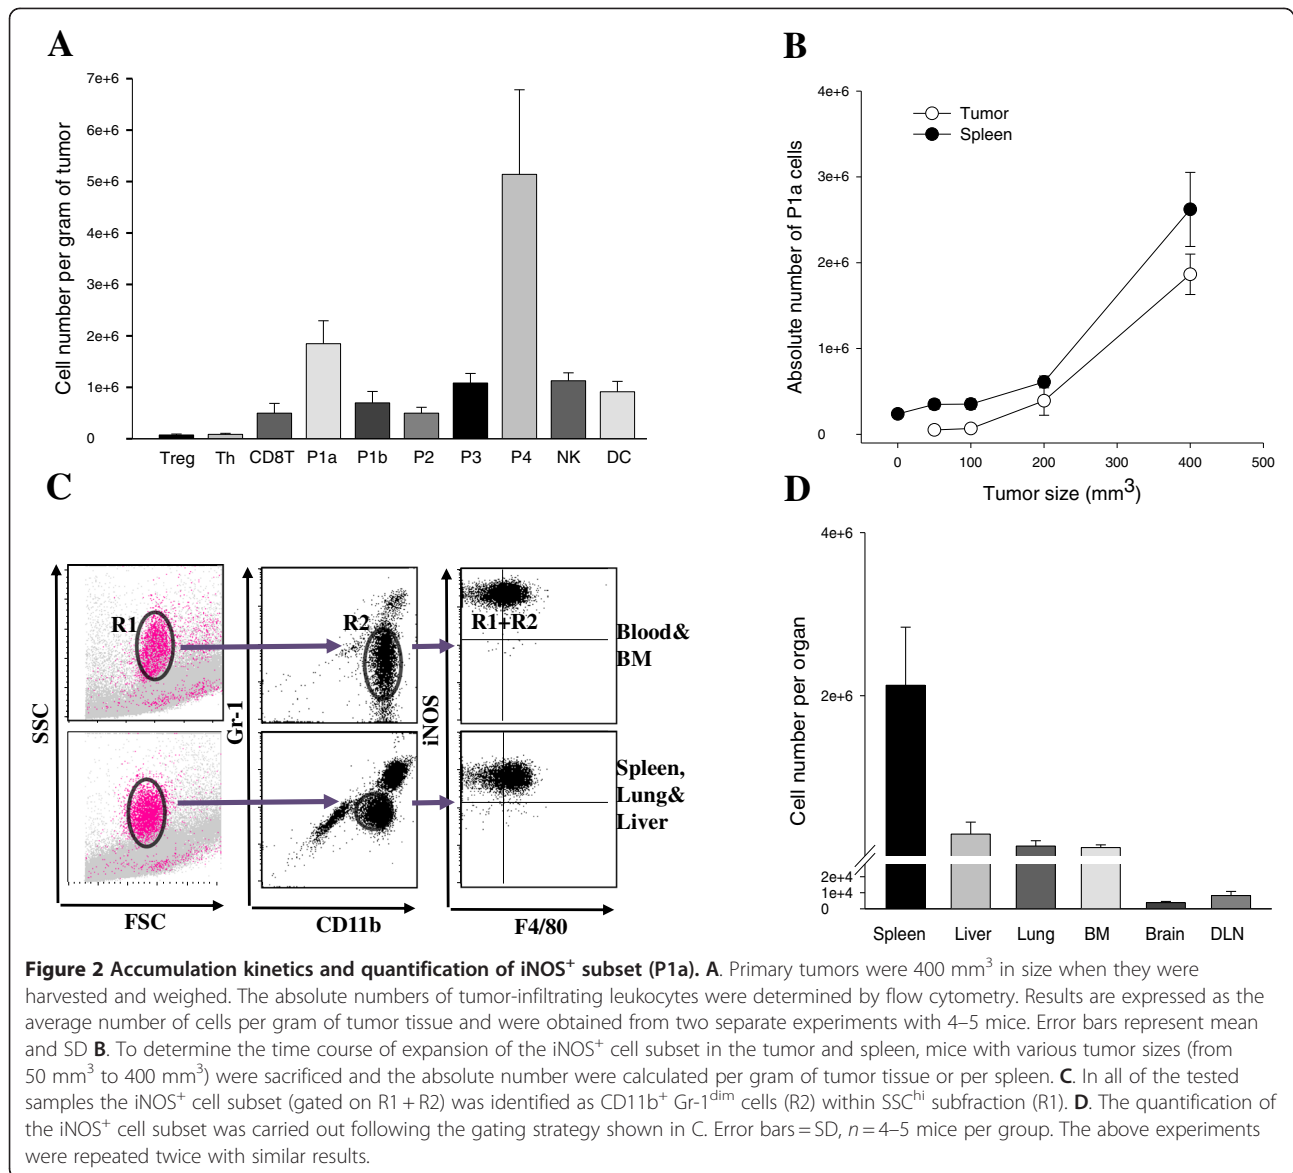 A
Cell number per gram of tumor
7e+6
6e+6
5e+6
4e+6
3e+6
2e+6
1e+6
0
Treg Th CD8T P1a P1b P2 P3 P4 NK DC
B
Absolute number of P1a cells
4e+6
3e+6
2e+6
1e+6
0
Tumor
Spleen
0 100 200 300 400 500
Tumor size (mm³)
C
SSC
R1
FSC
Gr-1
R2
CD11b
iNOS
R1+R2
F4/80
Blood&
BM
Spleen,
Lung&
Liver
D
Cell number per organ
4e+6
2e+6
2e+4
1e+4
0
Spleen Liver Lung BM Brain DLN
Figure 2 Accumulation kinetics and quantification of iNOS⁺ subset (P1a). A. Primary tumors were 400 mm³ in size when they were
harvested and weighed. The absolute numbers of tumor-infiltrating leukocytes were determined by flow cytometry. Results are expressed as the
average number of cells per gram of tumor tissue and were obtained from two separate experiments with 4–5 mice. Error bars represent mean
and SD B. To determine the time course of expansion of the iNOS⁺ cell subset in the tumor and spleen, mice with various tumor sizes (from
50 mm³ to 400 mm³) were sacrificed and the absolute number were calculated per gram of tumor tissue or per spleen. C. In all of the tested
samples the iNOS⁺ cell subset (gated on R1 + R2) was identified as CD11b⁺ Gr-1ᵈⁱᵐ cells (R2) within SSCʰⁱ subfraction (R1). D. The quantification of
the iNOS⁺ cell subset was carried out following the gating strategy shown in C. Error bars = SD, n = 4–5 mice per group. The above experiments
were repeated twice with similar results.